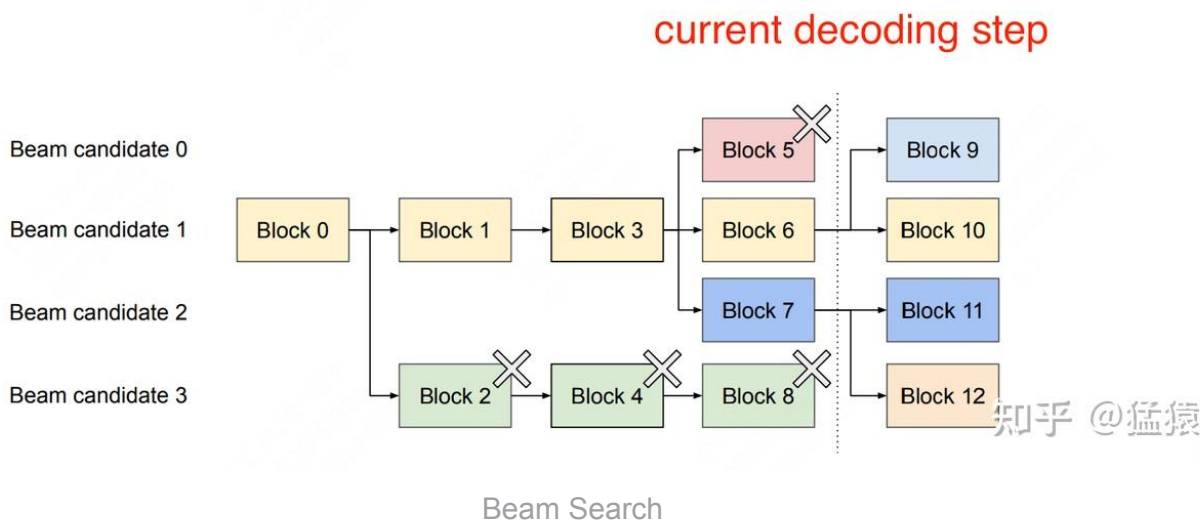 current decoding step
Beam candidate 0
Block 5
Block 9
Beam candidate 1
Block 0
Block 1
Block 3
Block 6
Block 10
Beam candidate 2
Block 7
Block 11
Beam candidate 3
Block 2
Block 4
Block 8
Block 12
知乎 @猛猿
Beam Search